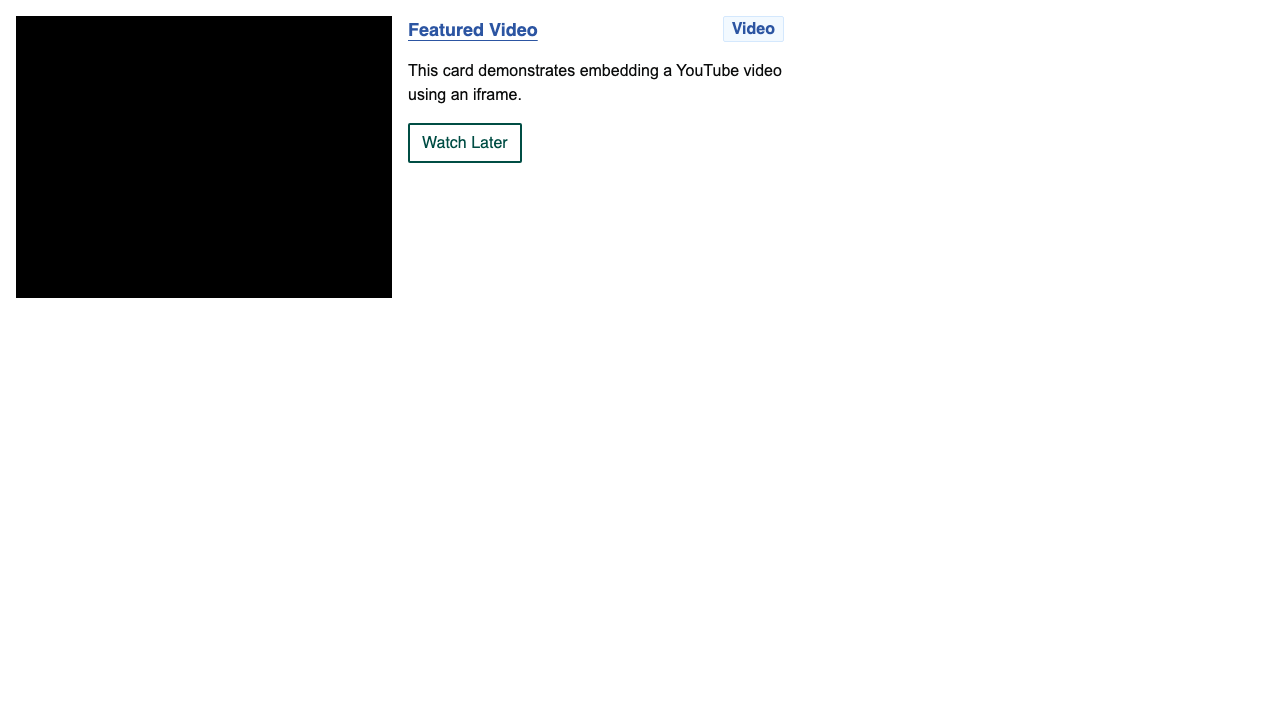 Featured Video
Video
This card demonstrates embedding a YouTube video
using an iframe.
Watch Later